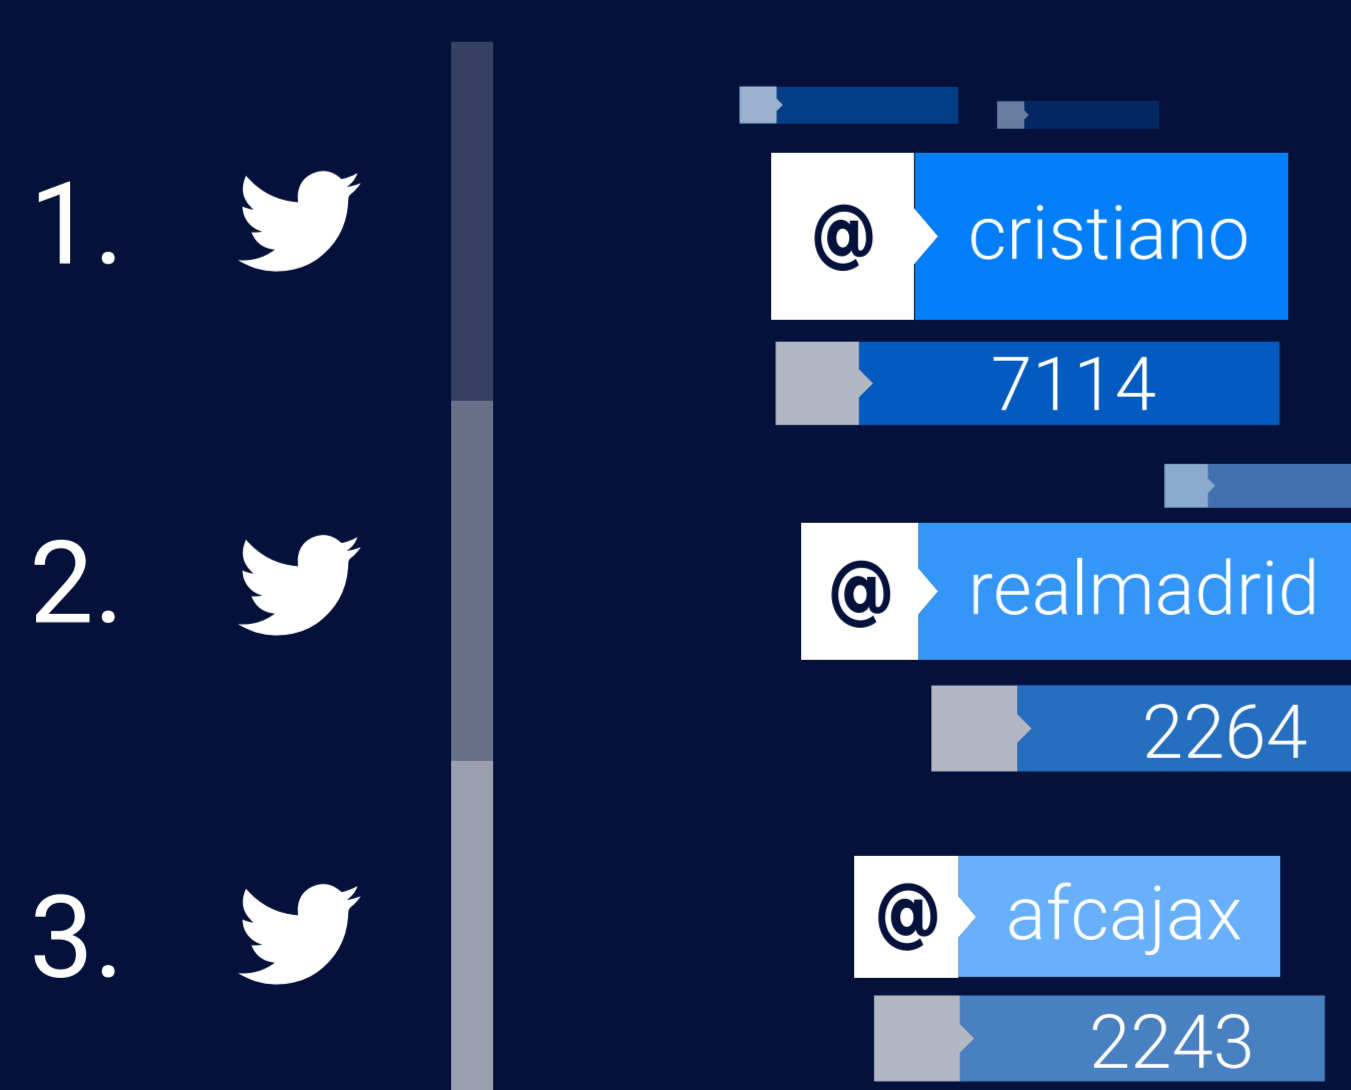 1.
@ cristiano
7114
2.
@ realmadrid
2264
3.
@ afcajax
2243